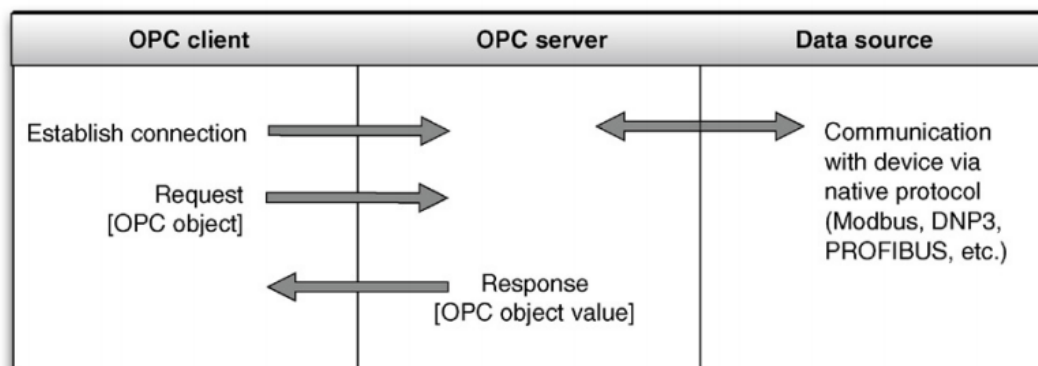 OPC client
OPC server
Data source
Establish connection
Request
[OPC object]
Response
[OPC object value]
Communication
with device via
native protocol
(Modbus, DNP3,
PROFIBUS, etc.)